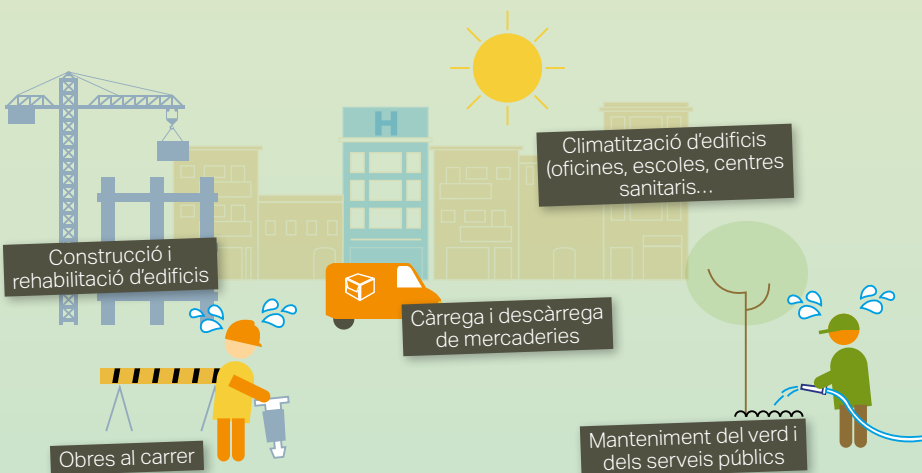 H
Climatització d'edificis
(oficines, escoles, centres
sanitaris...
Construcció i
rehabilitació d'edificis
Càrrega i descàrrega
de mercaderies
Obres al carrer
Manteniment del verd i
dels serveis públics